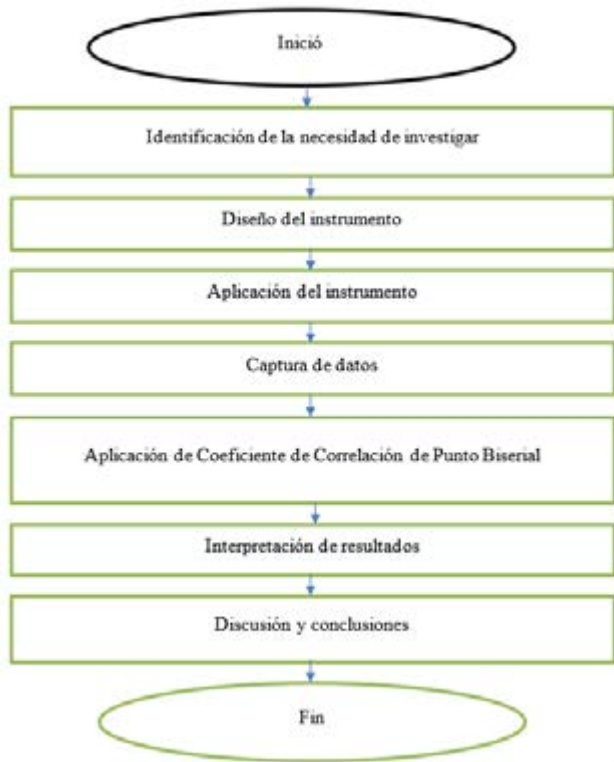 Inició
Identificación de la necesidad de investigar
Diseño del instrumento
Aplicación del instrumento
Captura de datos
Aplicación de Coeficiente de Correlación de Punto Biserial
Interpretación de resultados
Discusión y conclusiones
Fin